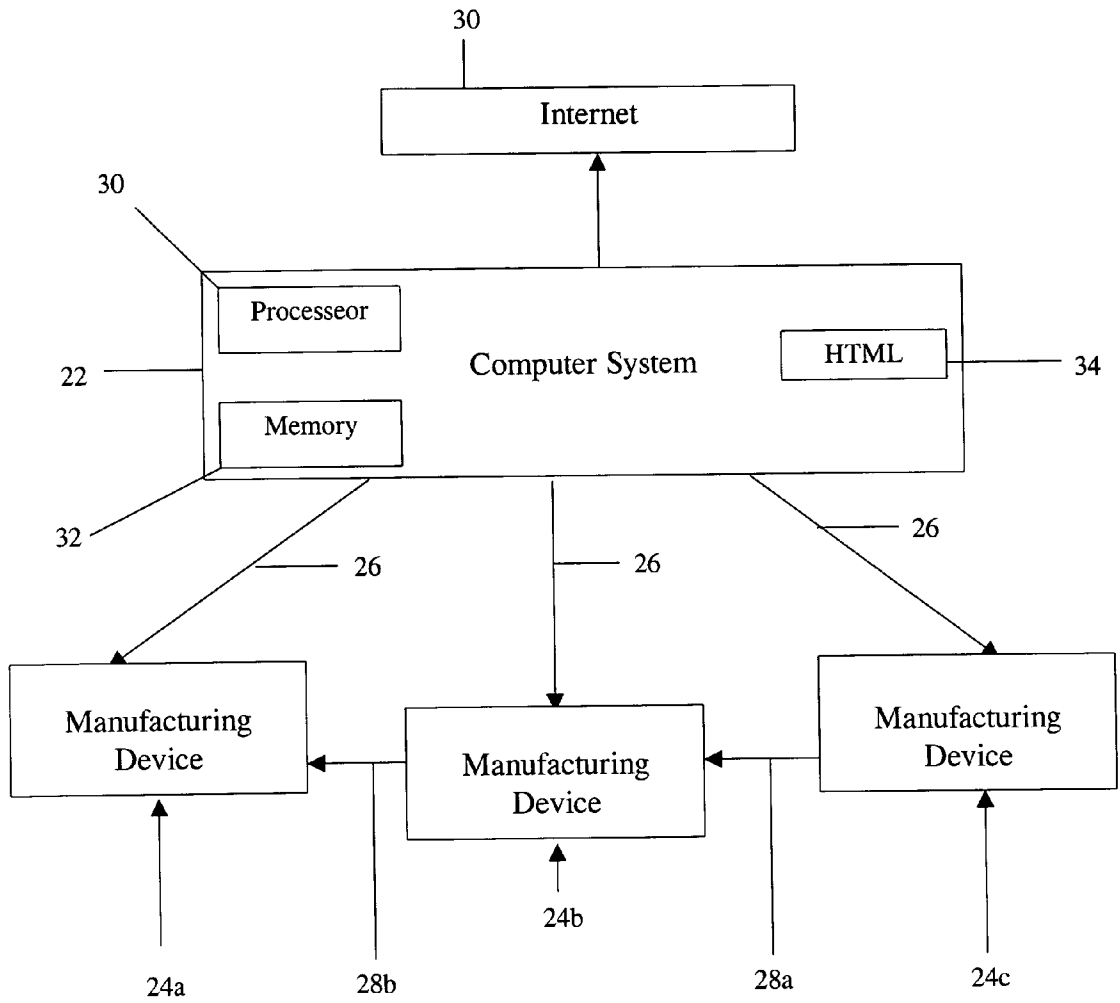 30
Internet
30
Processeor
Computer System
HTML
22
34
Memory
32
26
26
26
Manufacturing
Device
Manufacturing
Device
Manufacturing
Device
24b
24a
28b
28a
24c